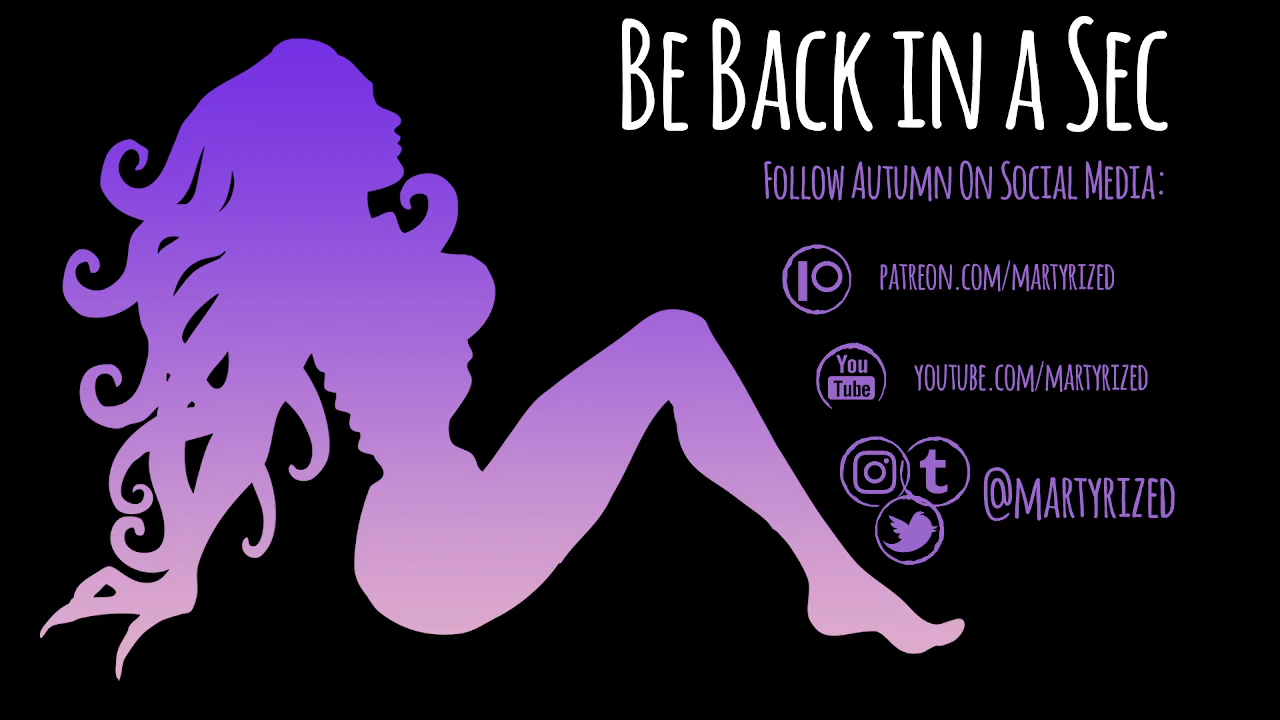 Be Back in a Sec
Follow Autumn On Social Media:
patreon.com/martyrized
You
Tube
youtube.com/martyrized
@martyrized